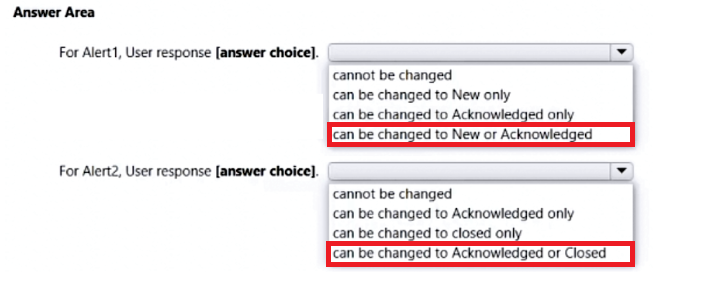 Answer Area
For Alert1, User response [answer choice].
cannot be changed
can be changed to New only
can be changed to Acknowledged only
can be changed to New or Acknowledged
For Alert2, User response [answer choice].
cannot be changed
can be changed to Acknowledged only
can be changed to closed only
can be changed to Acknowledged or Closed